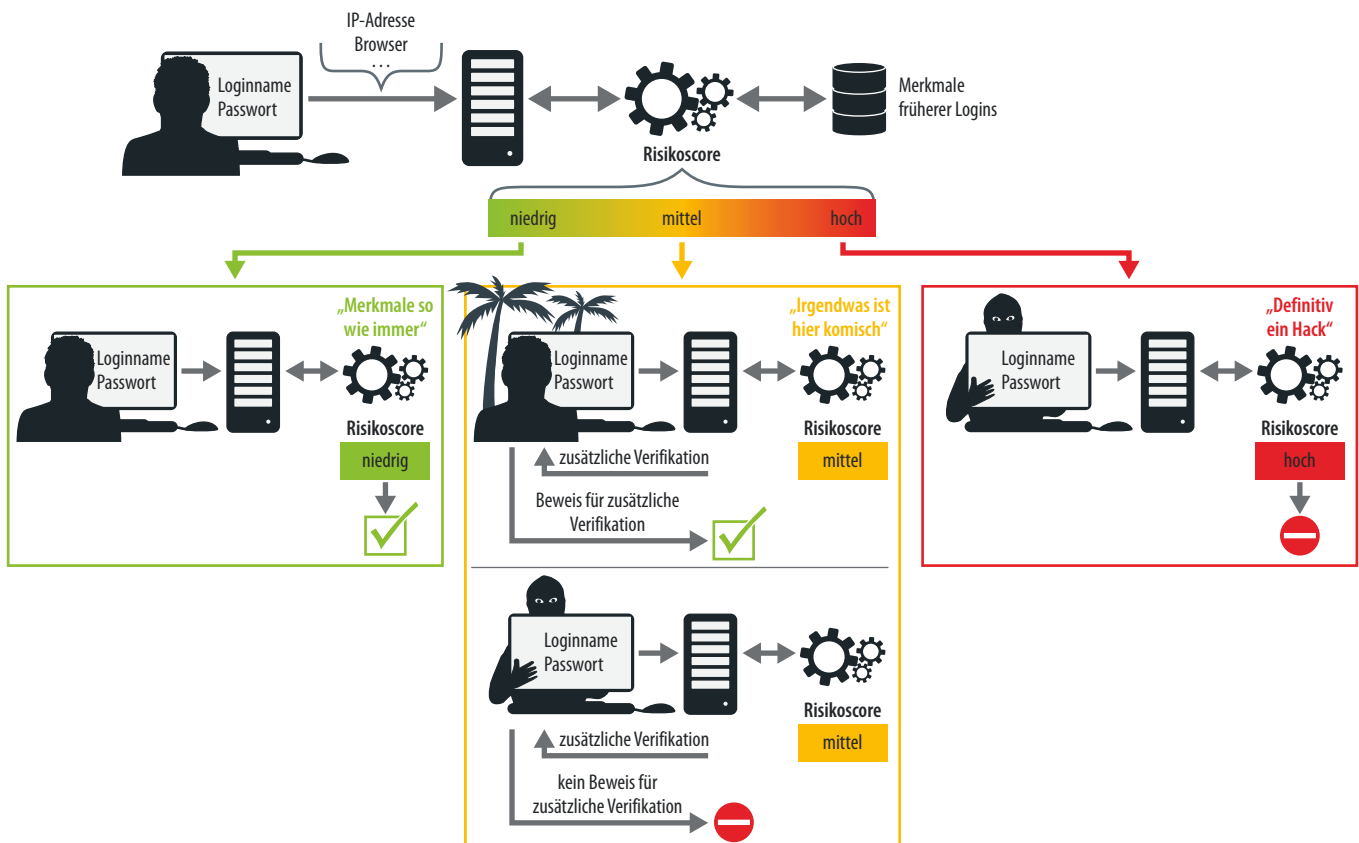 IP-Adresse
Browser
...
Loginname
Passwort
Merkmale
früherer Logins
Risikoscore
niedrig
mittel
hoch
„Merkmale so
wie immer“
Loginname
Passwort
Risikoscore
niedrig
„Irgendwas ist
hier komisch“
Loginname
Passwort
Risikoscore
mittel
zusätzliche Verifikation
Beweis für zusätzliche
Verifikation
Loginname
Passwort
Risikoscore
mittel
zusätzliche Verifikation
kein Beweis für
zusätzliche Verifikation
„Definitiv
ein Hack“
Loginname
Passwort
Risikoscore
hoch